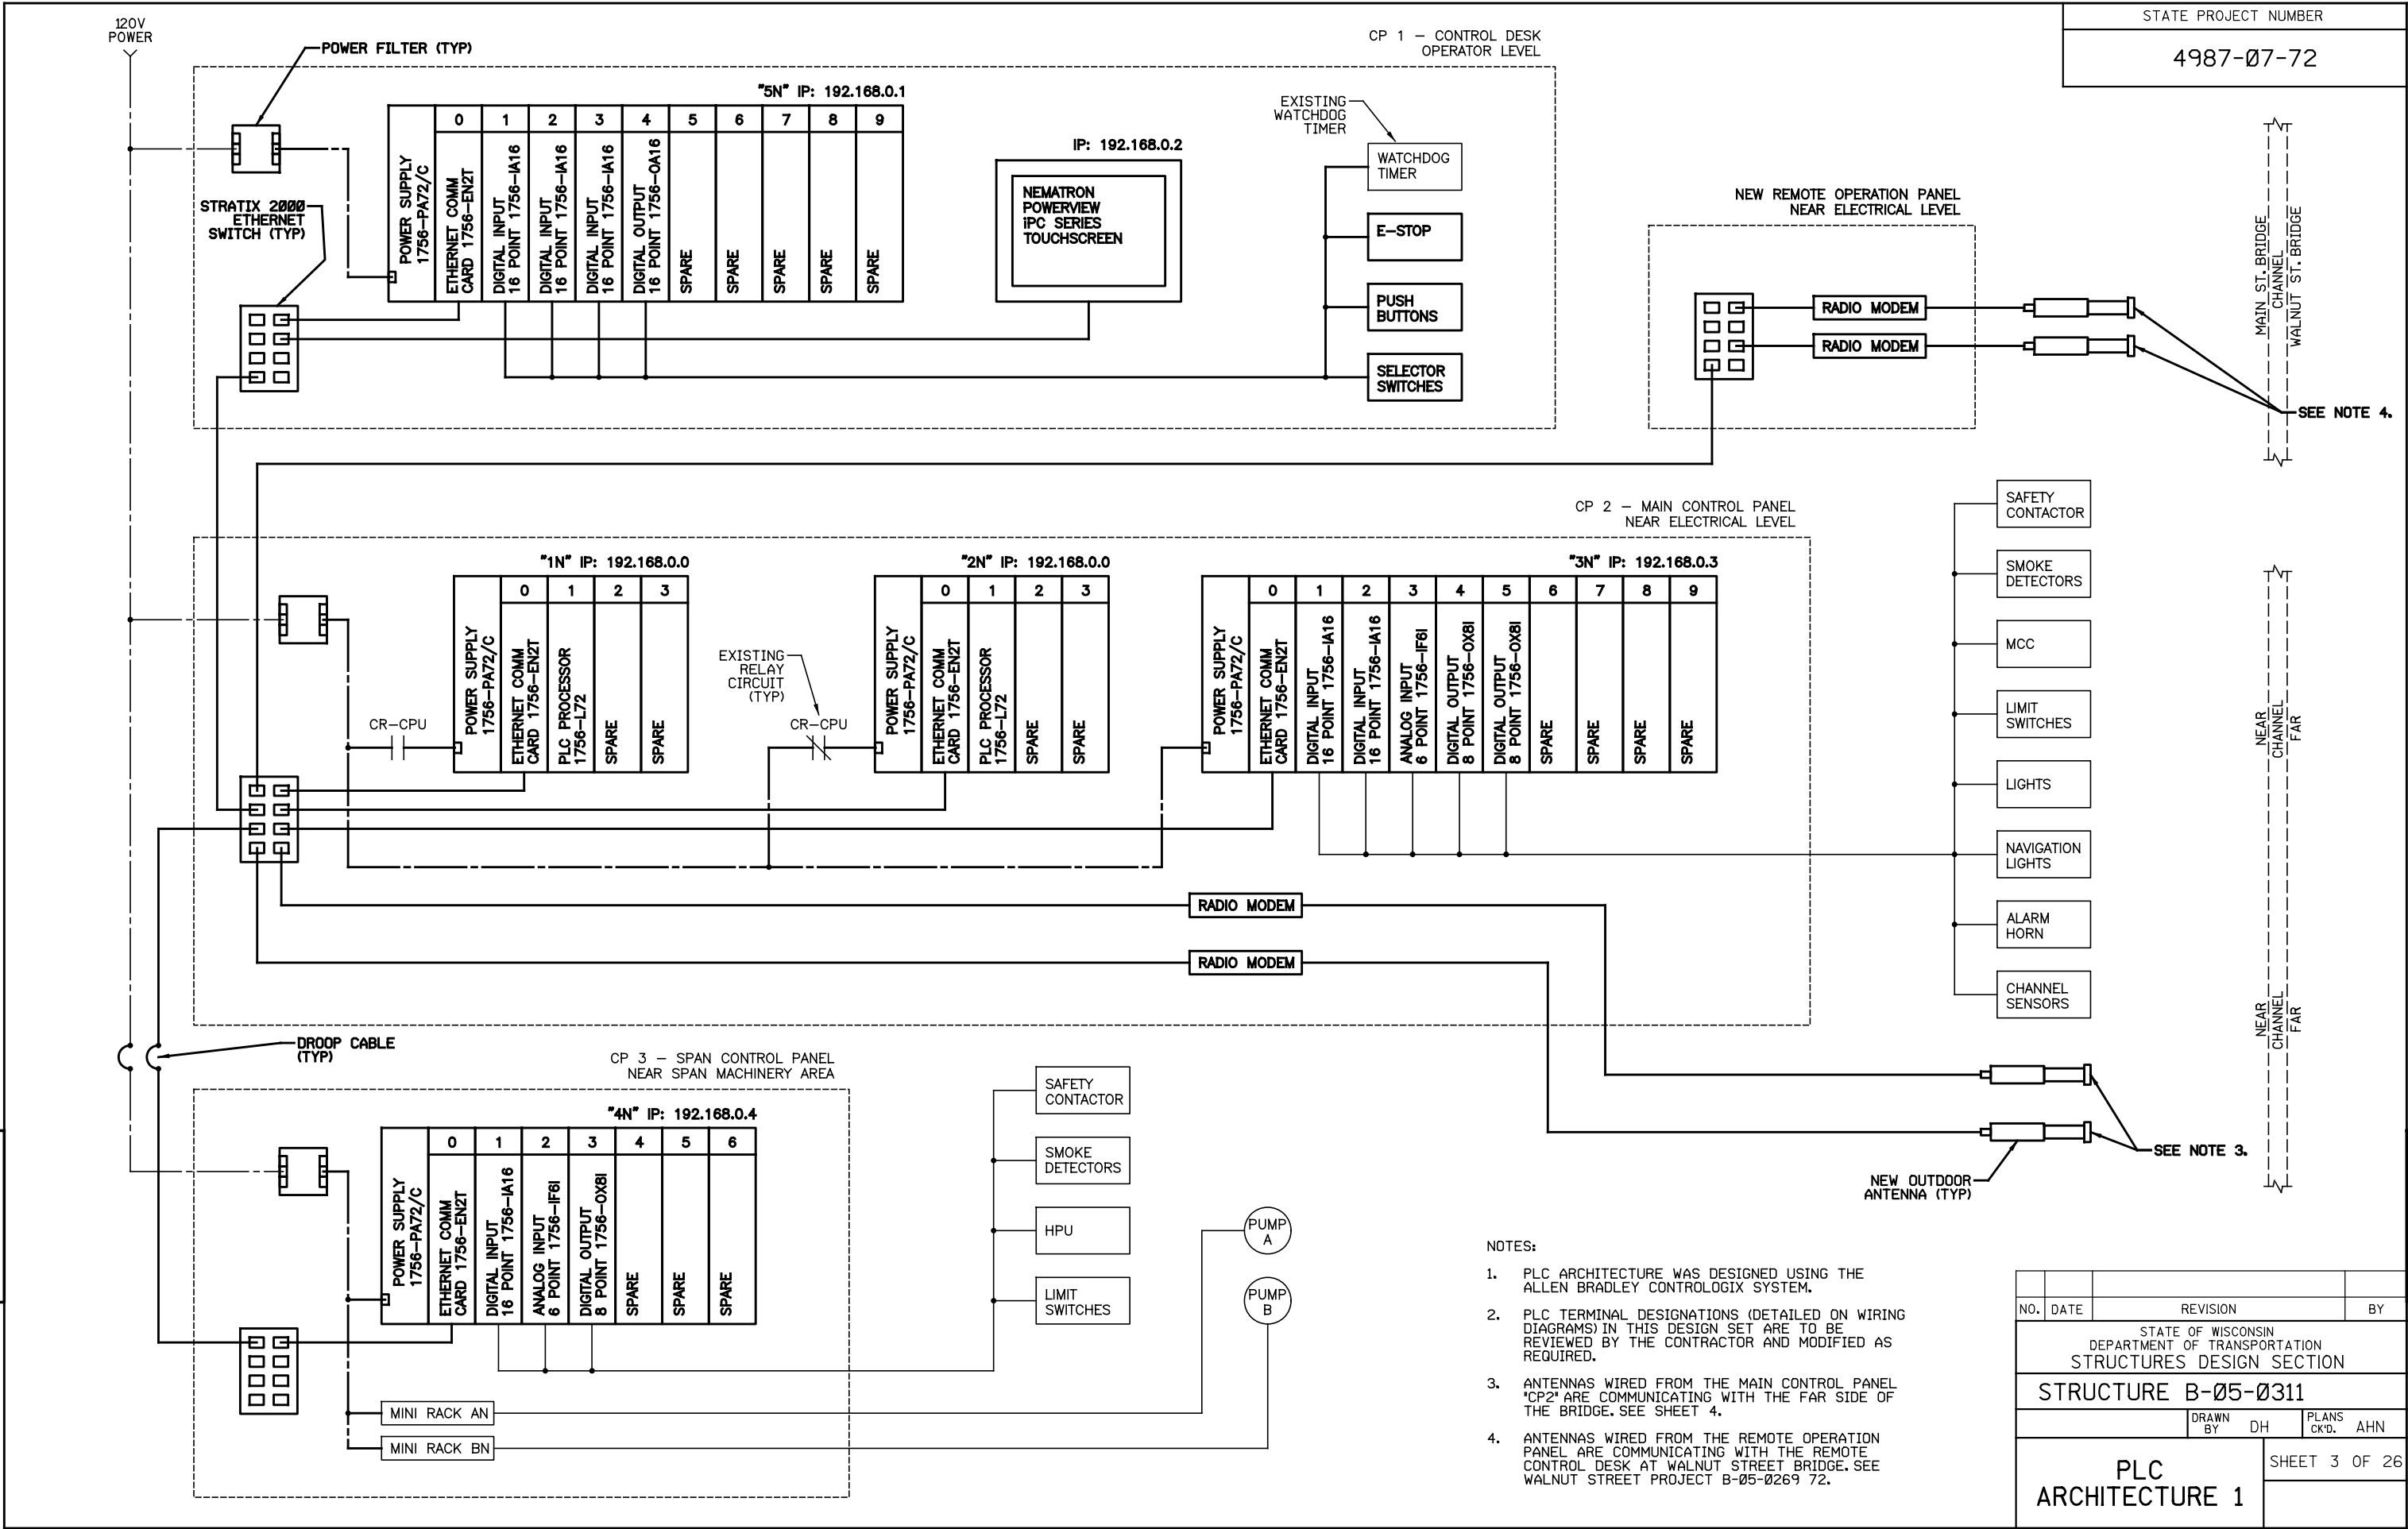 120V
POWER
POWER FILTER (TYP)
CP 1 – CONTROL DESK
OPERATOR LEVEL
STATE PROJECT NUMBER
4987-07-72
"5N" IP: 192.168.0.1
POWER SUPPLY
1756-PA72/C
0 1 2 3 4 5 6 7 8 9
ETHERNET COMM
CARD 1756-EN2T
DIGITAL INPUT
16 POINT 1756-IA16
DIGITAL INPUT
16 POINT 1756-IA16
DIGITAL INPUT
16 POINT 1756-IA16
DIGITAL OUTPUT
16 POINT 1756-OA16
SPARE
SPARE
SPARE
SPARE
SPARE
STRATIX 2000
ETHERNET
SWITCH (TYP)
IP: 192.168.0.2
NEMATRON
POWERVIEW
iPC SERIES
TOUCHSCREEN
EXISTING
WATCHDOG
TIMER
WATCHDOG
TIMER
E-STOP
PUSH
BUTTONS
SELECTOR
SWITCHES
NEW REMOTE OPERATION PANEL
NEAR ELECTRICAL LEVEL
RADIO MODEM
RADIO MODEM
MAIN ST. BRIDGE
CHANNEL
WALNUT ST. BRIDGE
SEE NOTE 4.
CP 2 – MAIN CONTROL PANEL
NEAR ELECTRICAL LEVEL
"1N" IP: 192.168.0.0
POWER SUPPLY
1756-PA72/C
0 1 2 3
ETHERNET COMM
CARD 1756-EN2T
PLC PROCESSOR
1756-L72
SPARE
SPARE
CR-CPU
EXISTING
RELAY
CIRCUIT
(TYP)
CR-CPU
"2N" IP: 192.168.0.0
POWER SUPPLY
1756-PA72/C
0 1 2 3
ETHERNET COMM
CARD 1756-EN2T
PLC PROCESSOR
1756-L72
SPARE
SPARE
"3N" IP: 192.168.0.3
POWER SUPPLY
1756-PA72/C
0 1 2 3 4 5 6 7 8 9
ETHERNET COMM
CARD 1756-EN2T
DIGITAL INPUT
16 POINT 1756-IA16
DIGITAL INPUT
16 POINT 1756-IA16
ANALOG INPUT
6 POINT 1756-IF6I
DIGITAL OUTPUT
8 POINT 1756-OX8I
DIGITAL OUTPUT
8 POINT 1756-OX8I
SPARE
SPARE
SPARE
SPARE
SAFETY
CONTACTOR
SMOKE
DETECTORS
MCC
LIMIT
SWITCHES
LIGHTS
NAVIGATION
LIGHTS
ALARM
HORN
CHANNEL
SENSORS
NEAR
CHANNEL
FAR
NEAR
CHANNEL
FAR
RADIO MODEM
RADIO MODEM
DROOP CABLE
(TYP)
CP 3 – SPAN CONTROL PANEL
NEAR SPAN MACHINERY AREA
"4N" IP: 192.168.0.4
POWER SUPPLY
1756-PA72/C
0 1 2 3 4 5 6
ETHERNET COMM
CARD 1756-EN2T
DIGITAL INPUT
16 POINT 1756-IA16
ANALOG INPUT
6 POINT 1756-IF6I
DIGITAL OUTPUT
8 POINT 1756-OX8I
SPARE
SPARE
SPARE
MINI RACK AN
MINI RACK BN
SAFETY
CONTACTOR
SMOKE
DETECTORS
HPU
LIMIT
SWITCHES
PUMP
A
PUMP
B
SEE NOTE 3.
NEW OUTDOOR
ANTENNA (TYP)
NOTES:
1. PLC ARCHITECTURE WAS DESIGNED USING THE
ALLEN BRADLEY CONTROLOGIX SYSTEM.
2. PLC TERMINAL DESIGNATIONS (DETAILED ON WIRING
DIAGRAMS) IN THIS DESIGN SET ARE TO BE
REVIEWED BY THE CONTRACTOR AND MODIFIED AS
REQUIRED.
3. ANTENNAS WIRED FROM THE MAIN CONTROL PANEL
"CP2" ARE COMMUNICATING WITH THE FAR SIDE OF
THE BRIDGE. SEE SHEET 4.
4. ANTENNAS WIRED FROM THE REMOTE OPERATION
PANEL ARE COMMUNICATING WITH THE REMOTE
CONTROL DESK AT WALNUT STREET BRIDGE. SEE
WALNUT STREET PROJECT B-05-0269 72.
NO. DATE REVISION BY
STATE OF WISCONSIN
DEPARTMENT OF TRANSPORTATION
STRUCTURES DESIGN SECTION
STRUCTURE B-05-0311
DRAWN BY DH PLANS CK'D. AHN
PLC
ARCHITECTURE 1
SHEET 3 OF 26